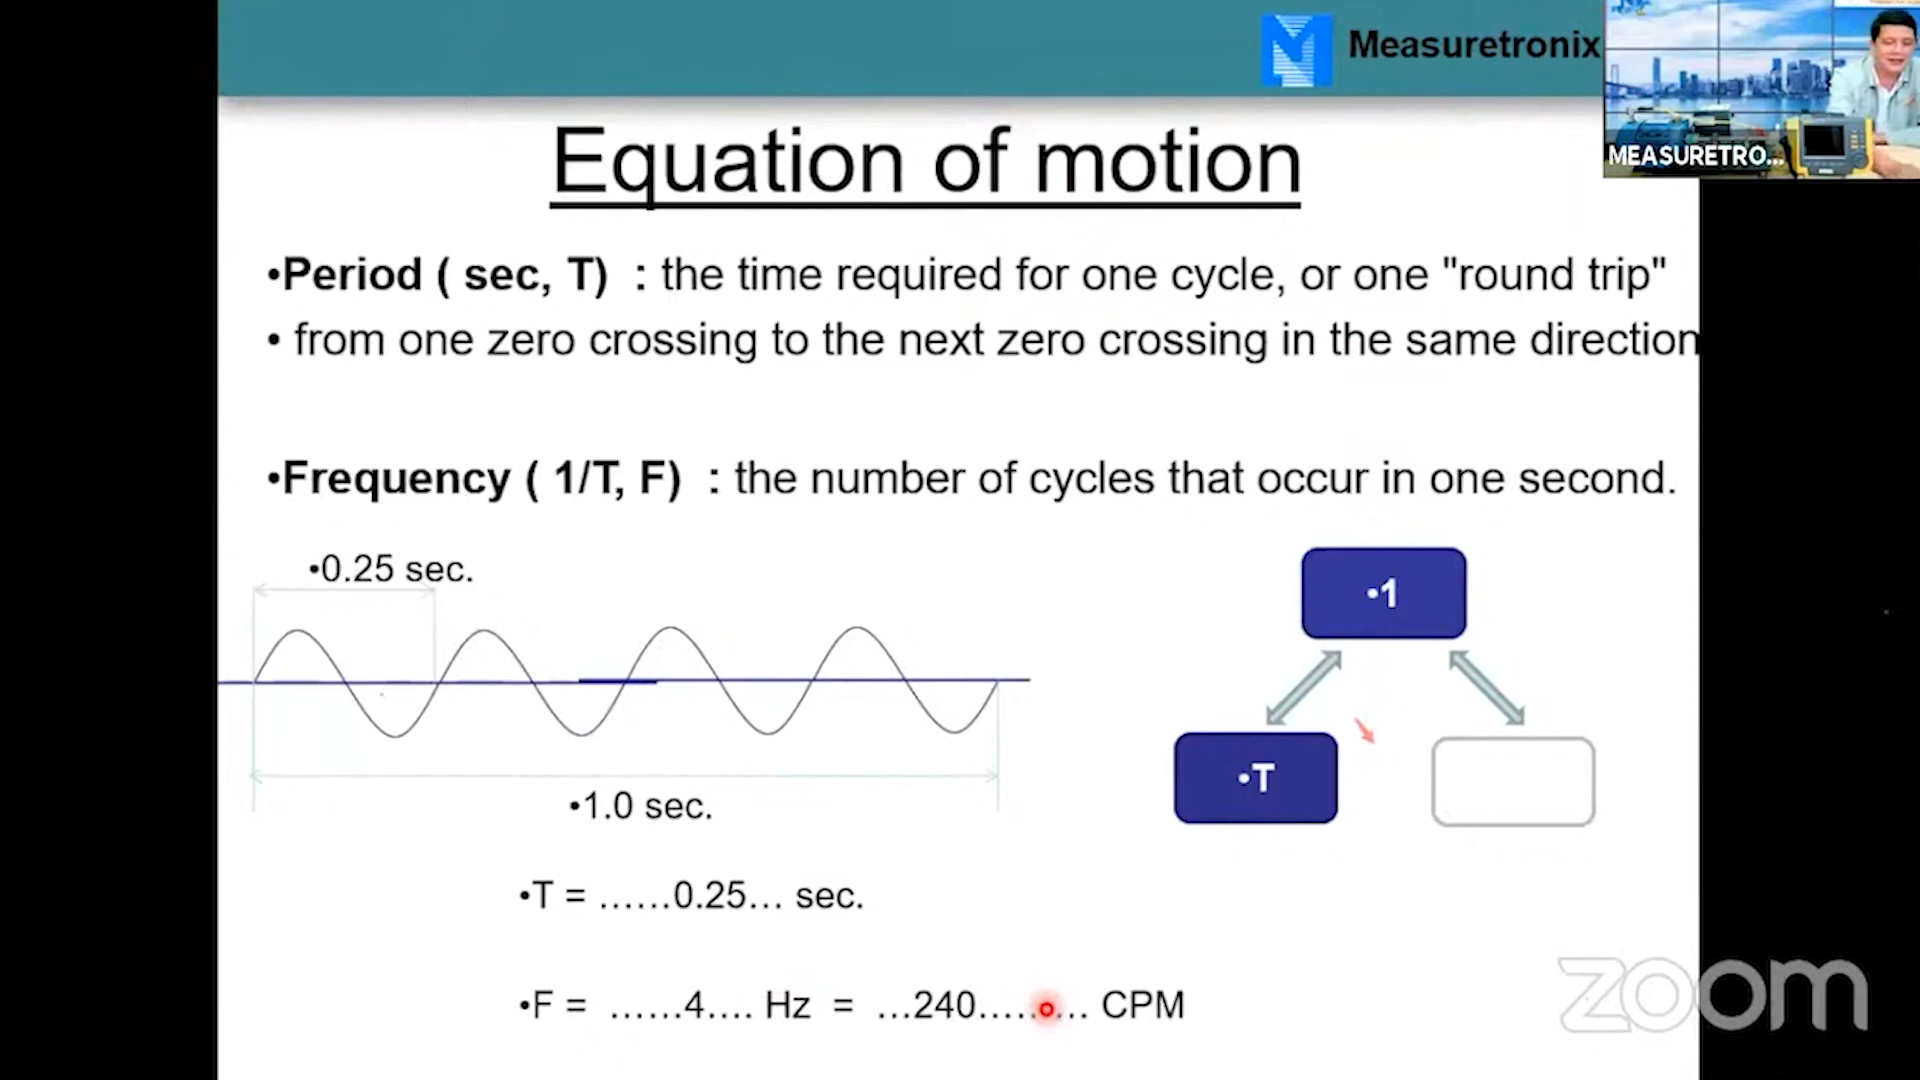 Measuretronix
MEASURETRO...
Equation of motion
•Period ( sec, T) : the time required for one cycle, or one "round trip"
• from one zero crossing to the next zero crossing in the same direction
•Frequency ( 1/T, F) : the number of cycles that occur in one second.
•0.25 sec.
•1
•T
•1.0 sec.
•T = ......0.25... sec.
•F = ......4.... Hz = ...240......... CPM
zoom